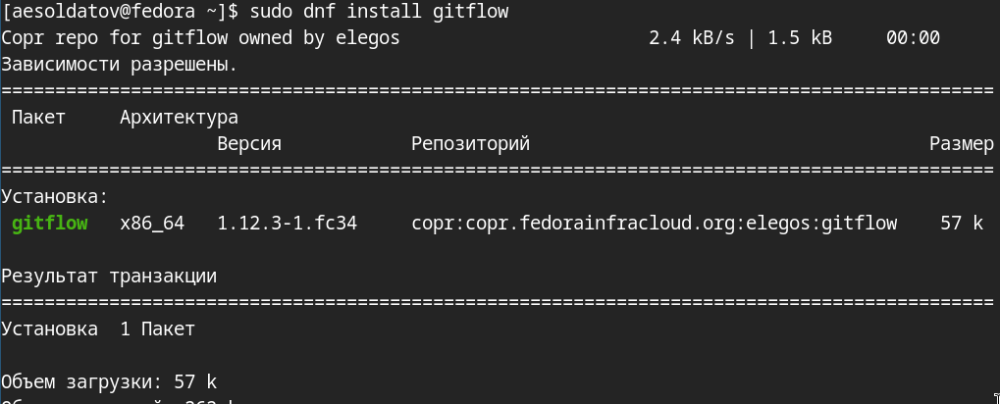 [aesoldatov@fedora ~]$ sudo dnf install gitflow
Copr repo for gitflow owned by elegos 2.4 kB/s | 1.5 kB 00:00
Зависимости разрешены.
================================================================================
Пакет Архитектура
Версия Репозиторий Размер
================================================================================
Установка:
gitflow x86_64 1.12.3-1.fc34 copr:copr.fedorainfracloud.org:elegos:gitflow 57 k
Результат транзакции
================================================================================
Установка 1 Пакет
Объем загрузки: 57 k